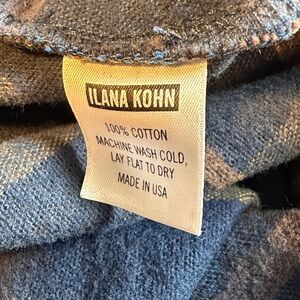 ILANA KOHN
100% COTTON
MACHINE WASH COLD,
LAY FLAT TO DRY
MADE IN USA